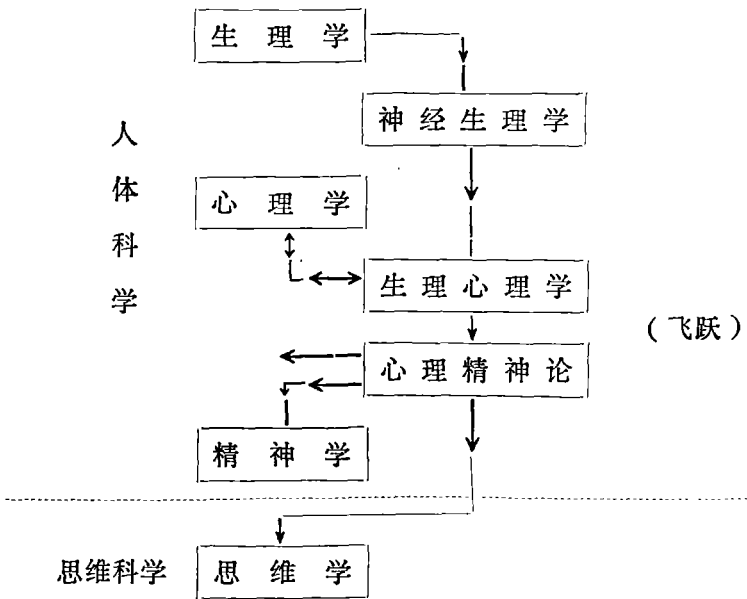 生理学
神经生理学
人体科学
心理学
生理心理学
(飞跃)
心理精神论
精神学
思维科学 思维学